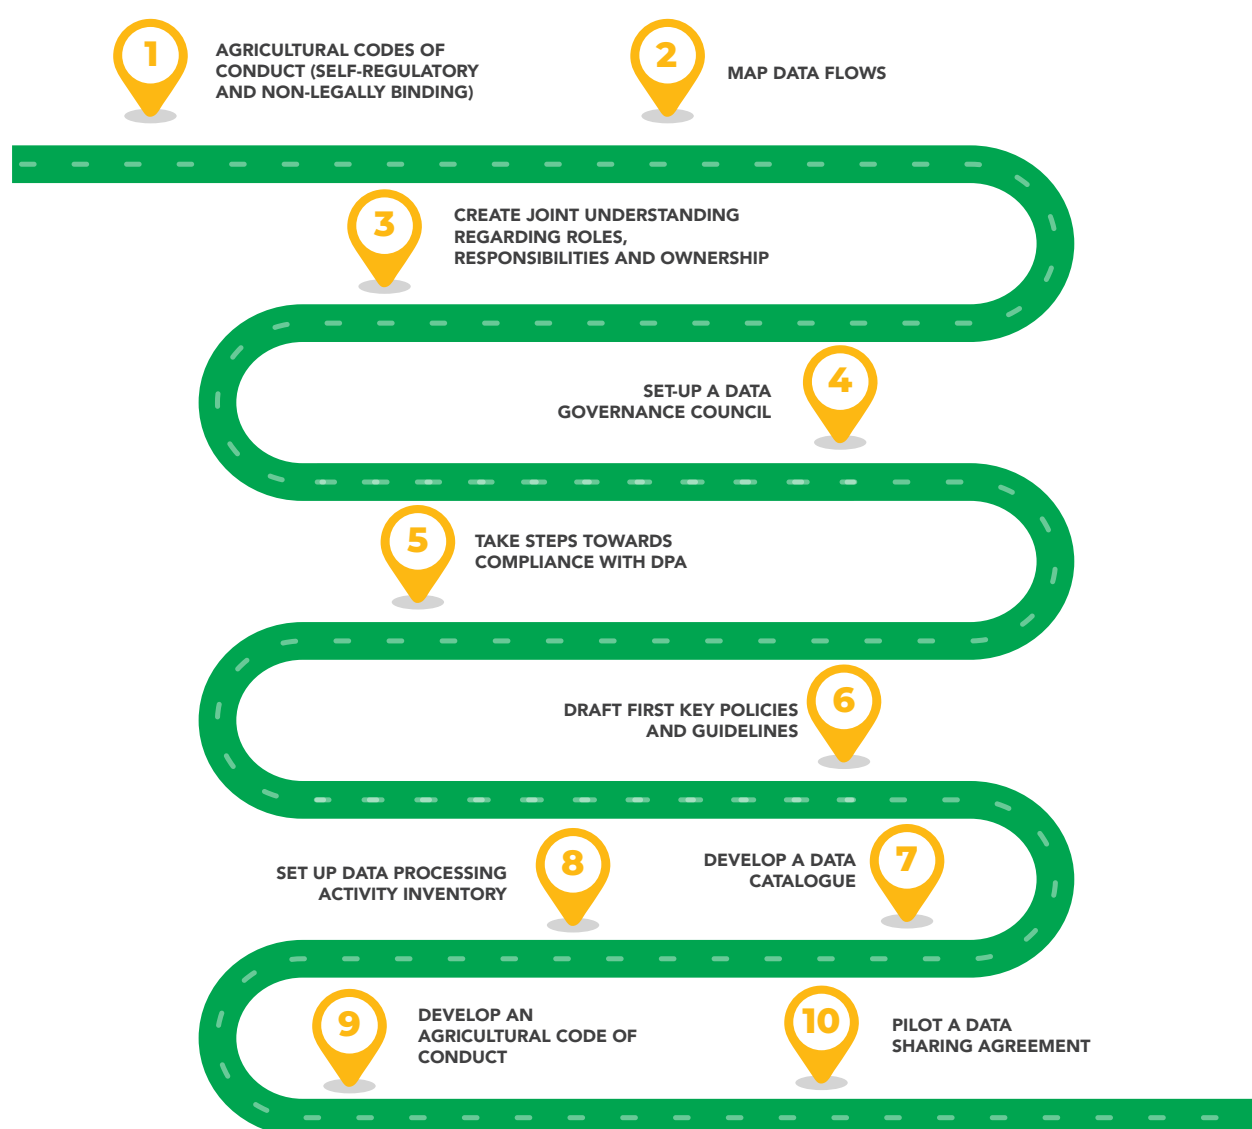 1
AGRICULTURAL CODES OF
CONDUCT (SELF-REGULATORY
AND NON-LEGALLY BINDING)
2
MAP DATA FLOWS
3
CREATE JOINT UNDERSTANDING
REGARDING ROLES,
RESPONSIBILITIES AND OWNERSHIP
4
SET-UP A DATA
GOVERNANCE COUNCIL
5
TAKE STEPS TOWARDS
COMPLIANCE WITH DPA
6
DRAFT FIRST KEY POLICIES
AND GUIDELINES
7
DEVELOP A DATA
CATALOGUE
8
SET UP DATA PROCESSING
ACTIVITY INVENTORY
9
DEVELOP AN
AGRICULTURAL CODE OF
CONDUCT
10
PILOT A DATA
SHARING AGREEMENT